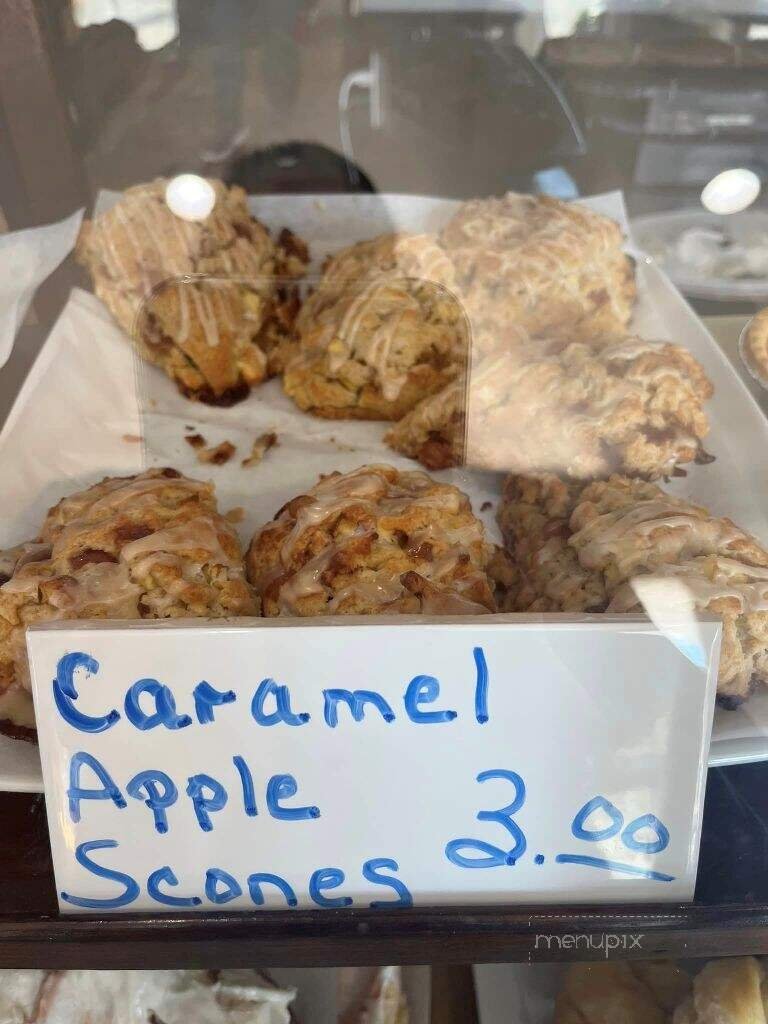 Caramel
Apple
Scones 3.00
menupix